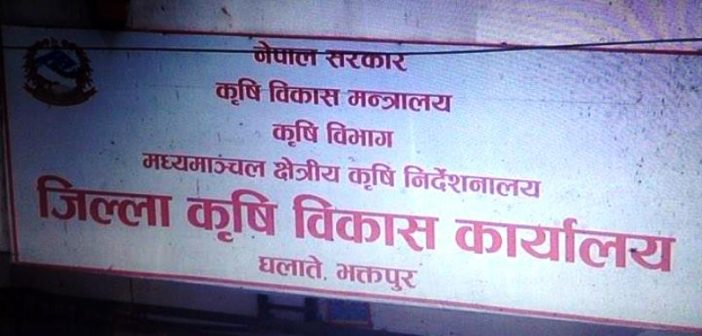 नेपाल सरकार
कृषि विकास मन्त्रालय
कृषि विभाग
मध्यमाञ्चल क्षेत्रीय कृषि निर्देशनालय
जिल्ला कृषि विकास कार्यालय
घलाते, भक्तपुर